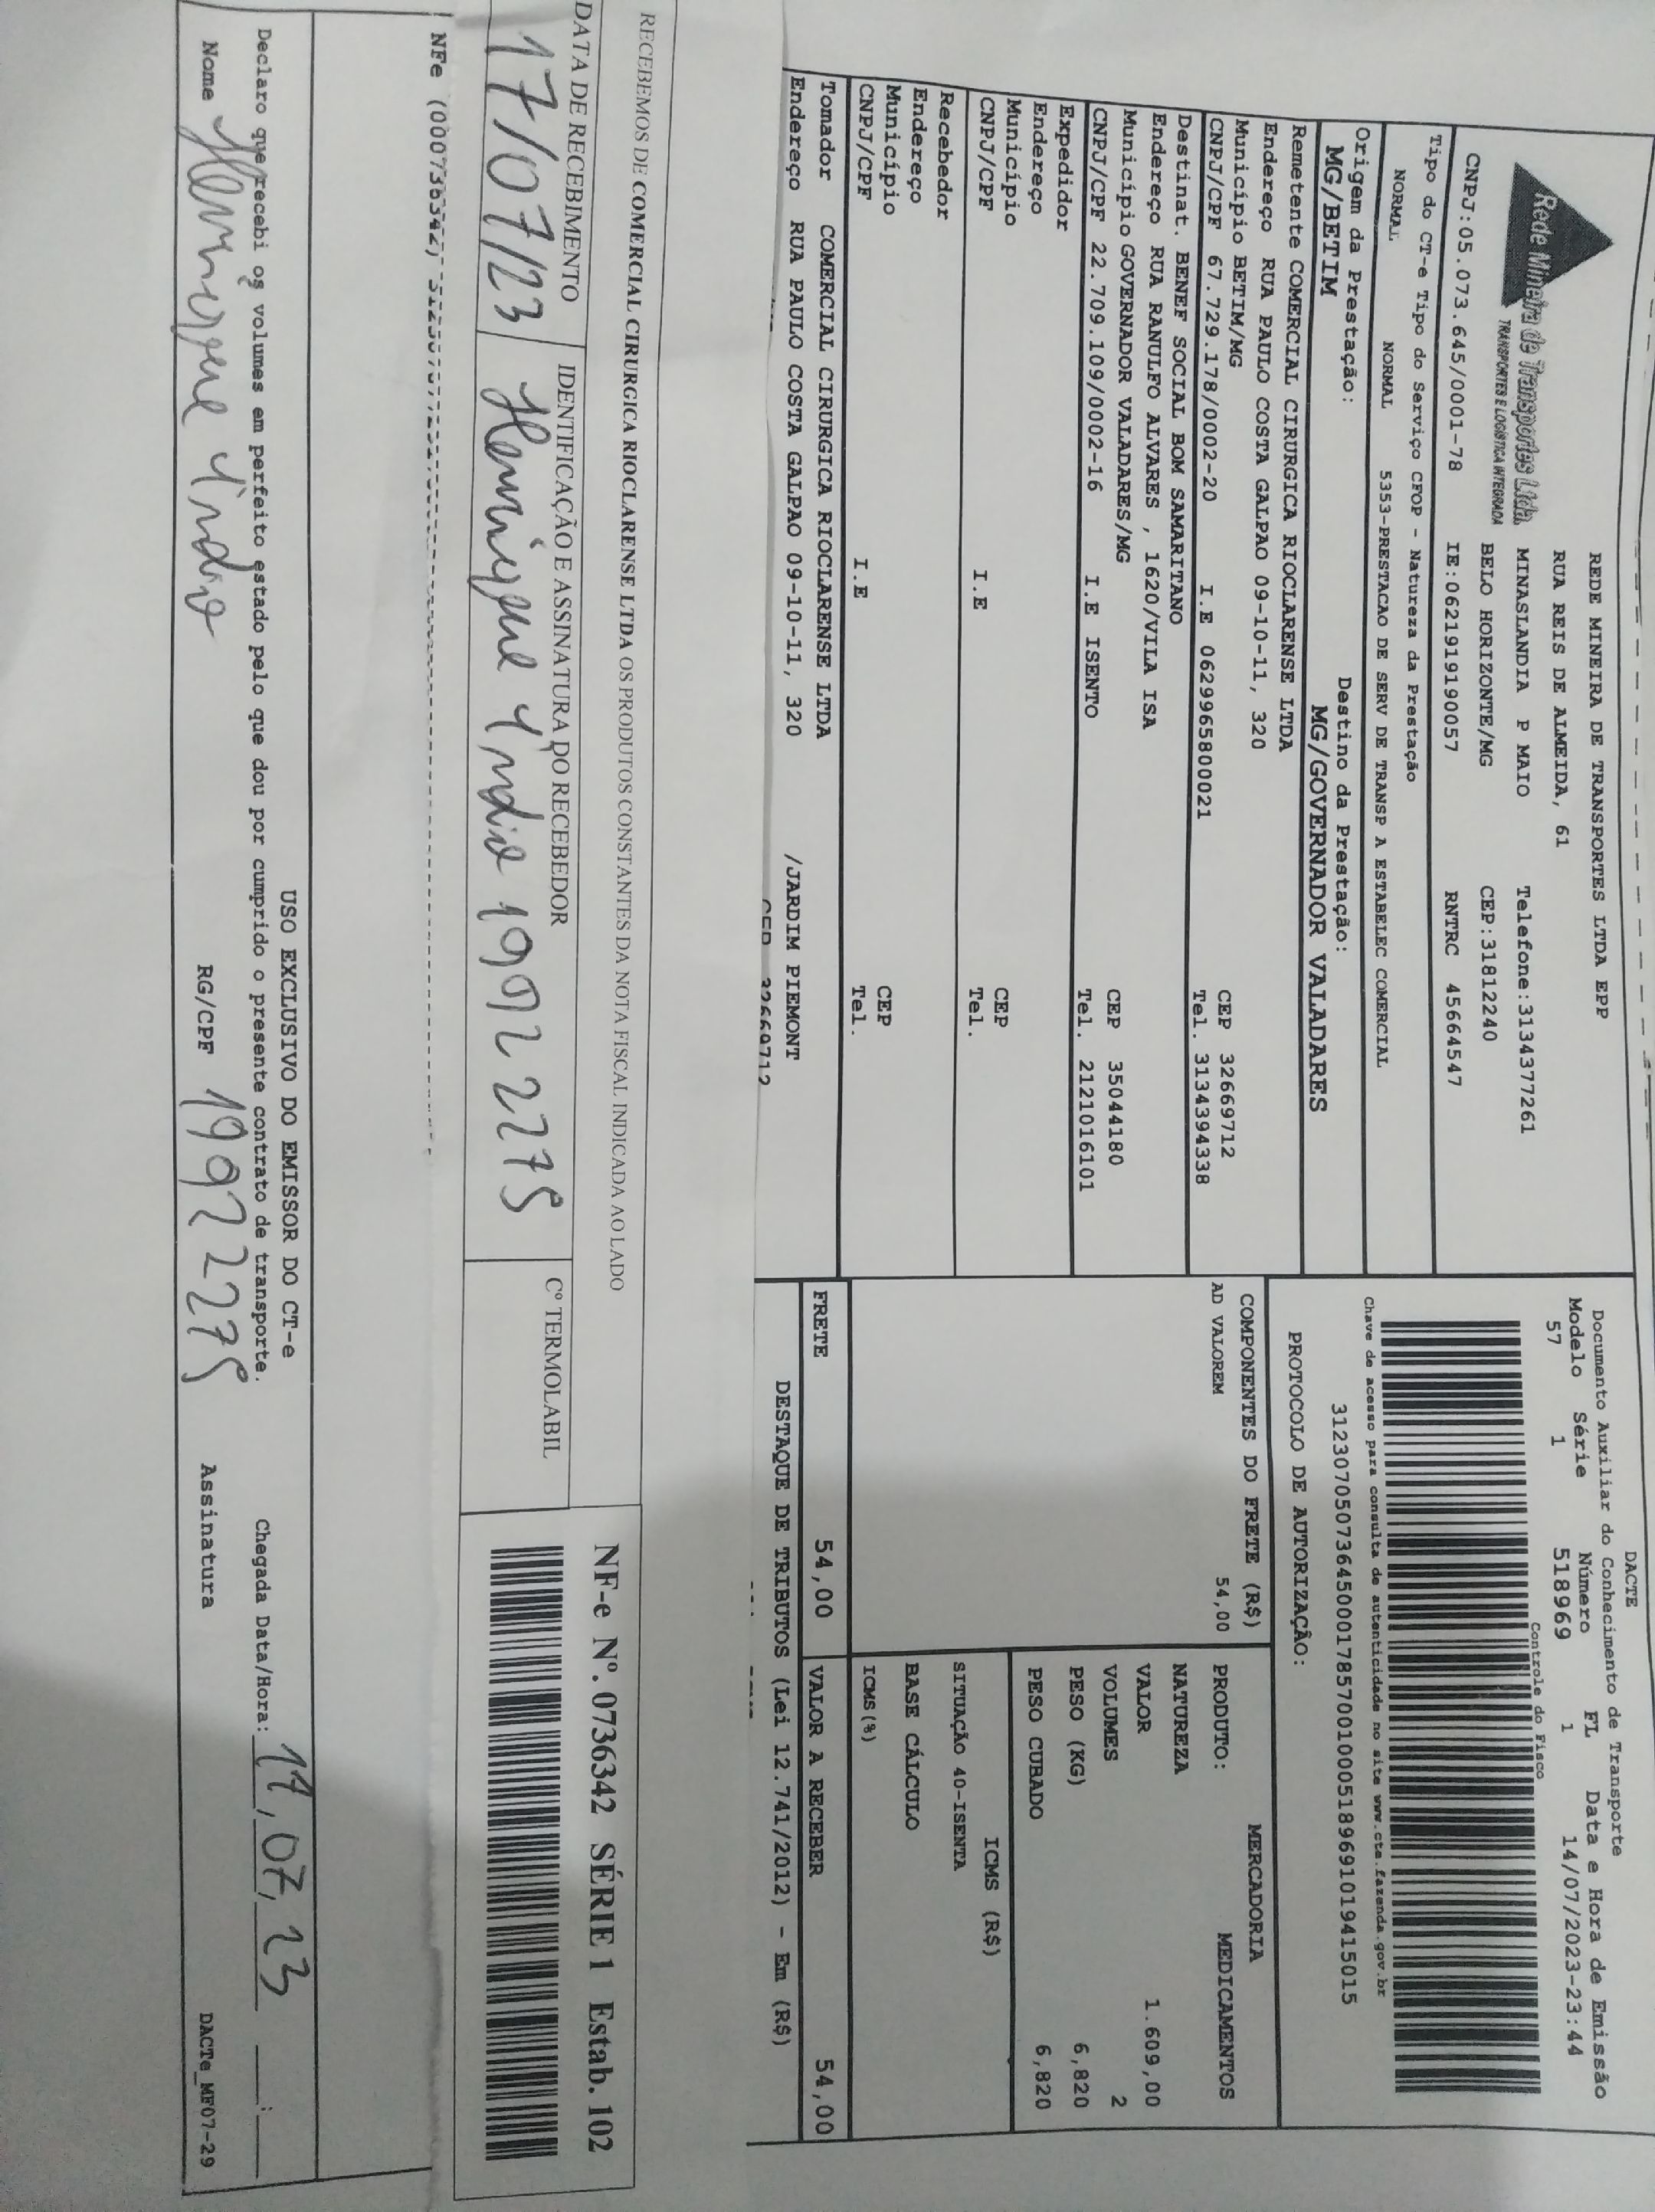 Rede Mineira de Transportes Ltda.
TRANSPORTES E LOGÍSTICA INTEGRADA
REDE MINEIRA DE TRANSPORTES LTDA EPP
RUA REIS DE ALMEIDA, 61
MINASLANDIA P MAIO Telefone:3134377261
BELO HORIZONTE/MG CEP:31812240
CNPJ:05.073.645/0001-78 IE:0621919190057 RNTRC 45664547
Tipo do CT-e Tipo do Serviço CFOP - Natureza da Prestação
NORMAL NORMAL 5353-PRESTACAO DE SERV DE TRANSP A ESTABELEC COMERCIAL
Origem da Prestação: Destino da Prestação:
MG/BETIM MG/GOVERNADOR VALADARES
Remetente COMERCIAL CIRURGICA RIOCLARENSE LTDA
Endereço RUA PAULO COSTA GALPAO 09-10-11, 320
Município BETIM/MG CEP 32669712
CNPJ/CPF 67.729.178/0002-20 I.E 0629965800021 Tel. 3134394338
Destinat. BENEF SOCIAL BOM SAMARITANO
Endereço RUA RANULFO ALVARES , 1620/VILA ISA
Município GOVERNADOR VALADARES/MG CEP 35044180
CNPJ/CPF 22.709.109/0002-16 I.E ISENTO Tel. 2121016101
Expedidor
Endereço
Município CEP
CNPJ/CPF I.E Tel.
Recebedor
Endereço
Município CEP
CNPJ/CPF I.E Tel.
Tomador COMERCIAL CIRURGICA RIOCLARENSE LTDA
Endereço RUA PAULO COSTA GALPAO 09-10-11, 320 /JARDIM PIEMONT
DACTE
Documento Auxiliar do Conhecimento de Transporte
Modelo Série Número FL Data e Hora de Emissão
57 1 518969 1 14/07/2023-23:44
Controle do Fisco
Chave de acesso para consulta de autenticidade no site www.cte.fazenda.gov.br
31230705073645000178570010005189691019415015
PROTOCOLO DE AUTORIZAÇÃO:
COMPONENTES DO FRETE (R$)
AD VALOREM 54,00
MERCADORIA
PRODUTO: MEDICAMENTOS
NATUREZA
VALOR 1.609,00
VOLUMES 2
PESO (KG) 6,820
PESO CUBADO 6,820
ICMS (R$)
SITUAÇÃO 40-ISENTA
BASE CÁLCULO
ICMS(%)
FRETE 54,00 VALOR A RECEBER 54,00
DESTAQUE DE TRIBUTOS (Lei 12.741/2012) - Em (R$)
RECEBEMOS DE COMERCIAL CIRURGICA RIOCLARENSE LTDA OS PRODUTOS CONSTANTES DA NOTA FISCAL INDICADA AO LADO
DATA DE RECEBIMENTO IDENTIFICAÇÃO E ASSINATURA DO RECEBEDOR Cº TERMOLABIL
17/07/23 Henrique Índio 19922275
NF-e Nº. 0736342 SÉRIE 1 Estab. 102
NFe (000736342)
USO EXCLUSIVO DO EMISSOR DO CT-e
Declaro que recebi os volumes em perfeito estado pelo que dou por cumprido o presente contrato de transporte. Chegada Data/Hora: 17/07/23
Nome Henrique Índio RG/CPF 19922275 Assinatura
DACTe_MF07-29